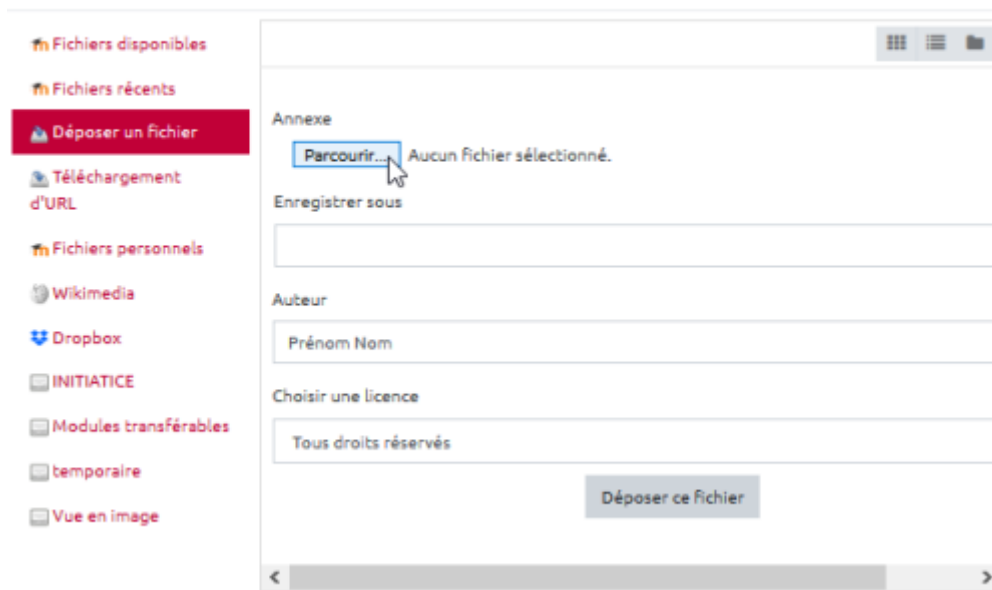 Fichiers disponibles
Fichiers récents
Déposer un fichier
Téléchargement
d'URL
Fichiers personnels
Wikimedia
Dropbox
INITIATICE
Modules transférables
temporaire
Vue en image
Annexe
Parcourir... Aucun fichier sélectionné.
Enregistrer sous
Auteur
Prénom Nom
Choisir une licence
Tous droits réservés
Déposer ce fichier